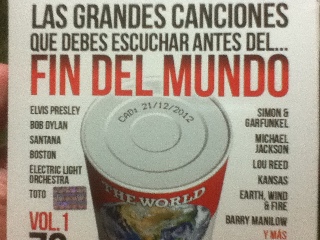 LAS GRANDES CANCIONES
QUE DEBES ESCUCHAR ANTES DEL...
FIN DEL MUNDO
ELVIS PRESLEY
BOB DYLAN
SANTANA
BOSTON
ELECTRIC LIGHT
ORCHESTRA
TOTO
VOL.1
CAD: 21/12/2012
THE WORLD
SIMON &
GARFUNKEL
MICHAEL
JACKSON
LOU REED
KANSAS
EARTH, WIND
& FIRE
BARRY MANILOW
Y MÁS